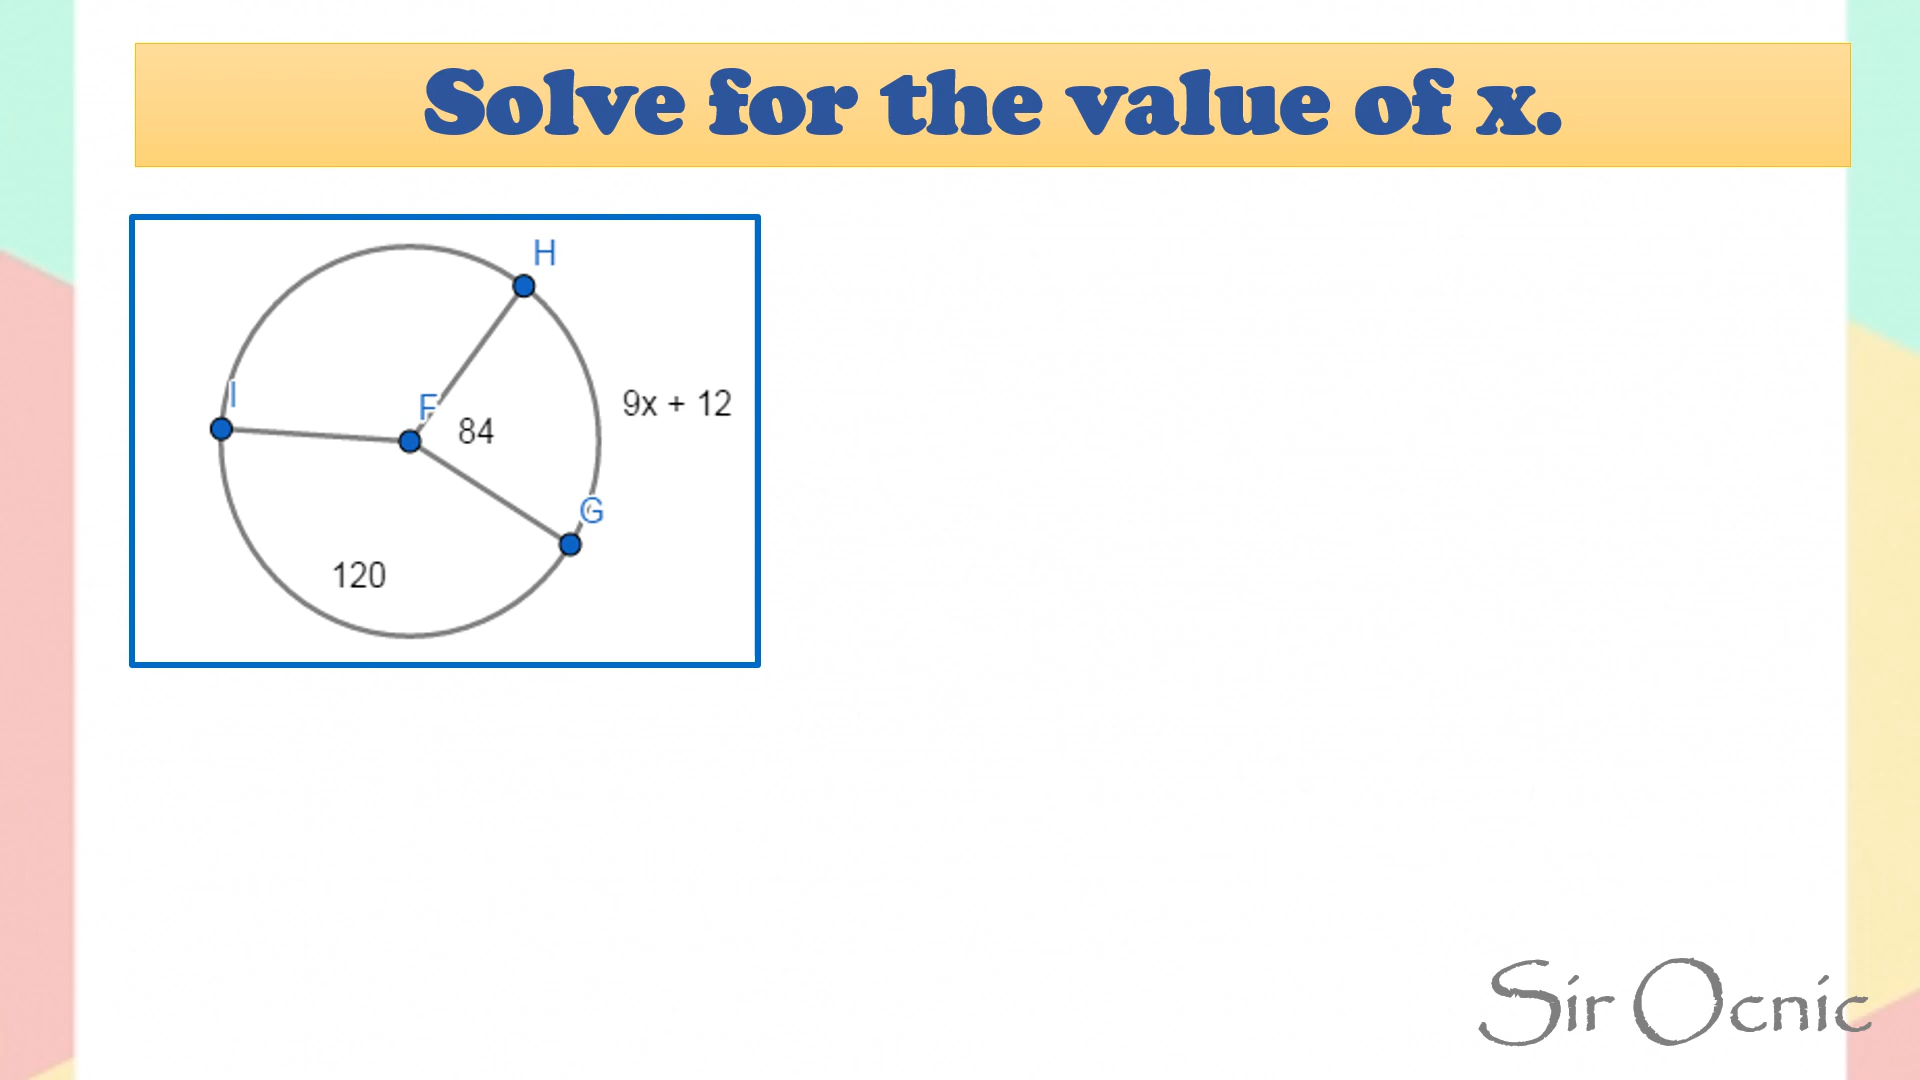 Solve for the value of x.
H
I
F
84
9x + 12
G
120
Sir Ocnic